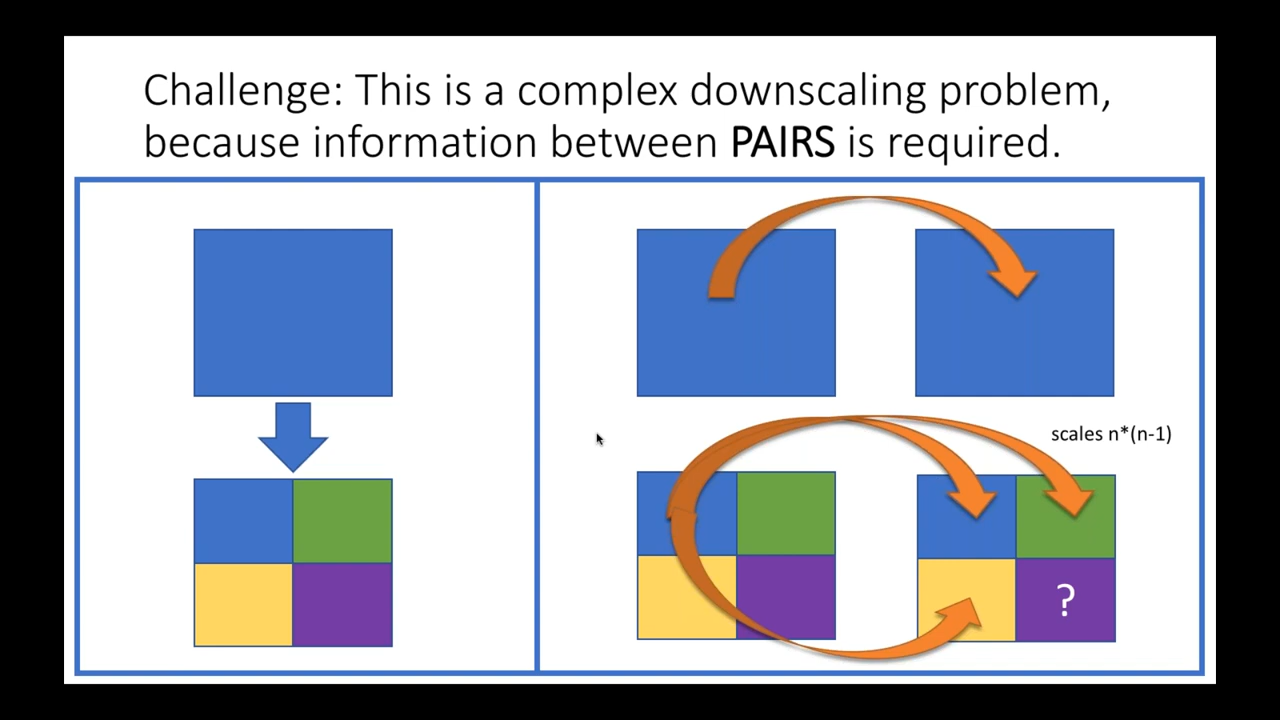 Challenge: This is a complex downscaling problem,
because information between PAIRS is required.
scales n*(n-1)
?